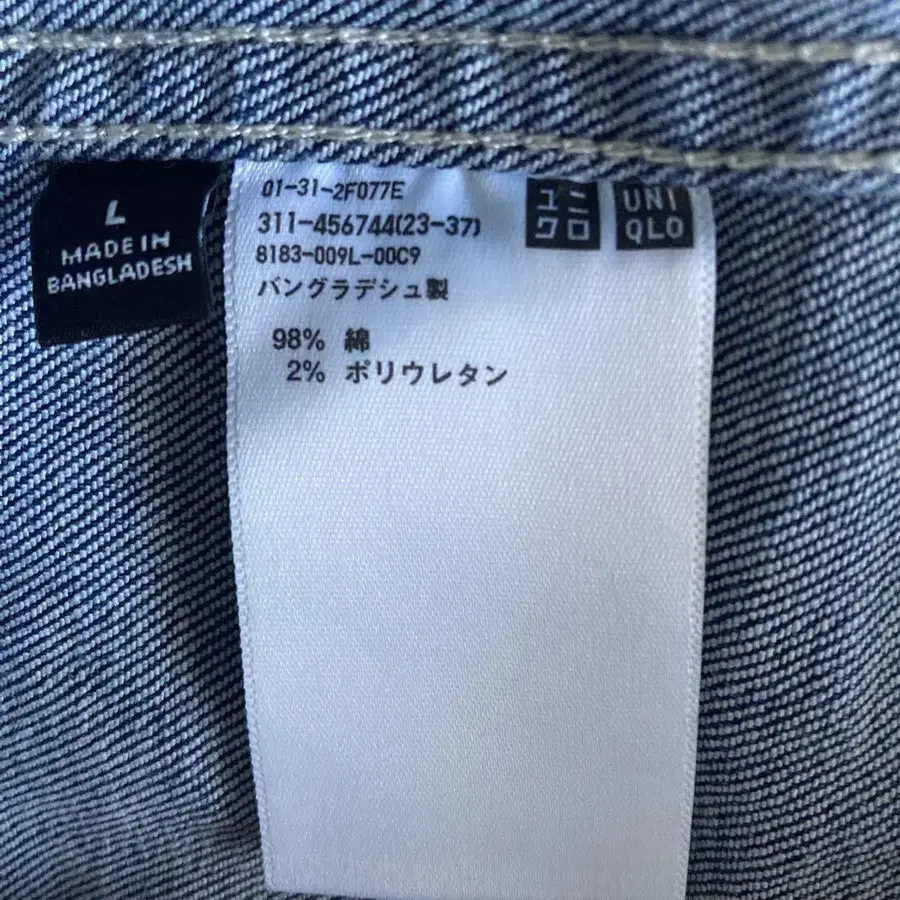 L
MADE IN
BANGLADESH
01-31-2F077E
311-456744(23-37)
8183-009L-00C9
バングラデシュ製
98% 綿
2% ポリウレタン
ユニ
クロ
UNI
QLO